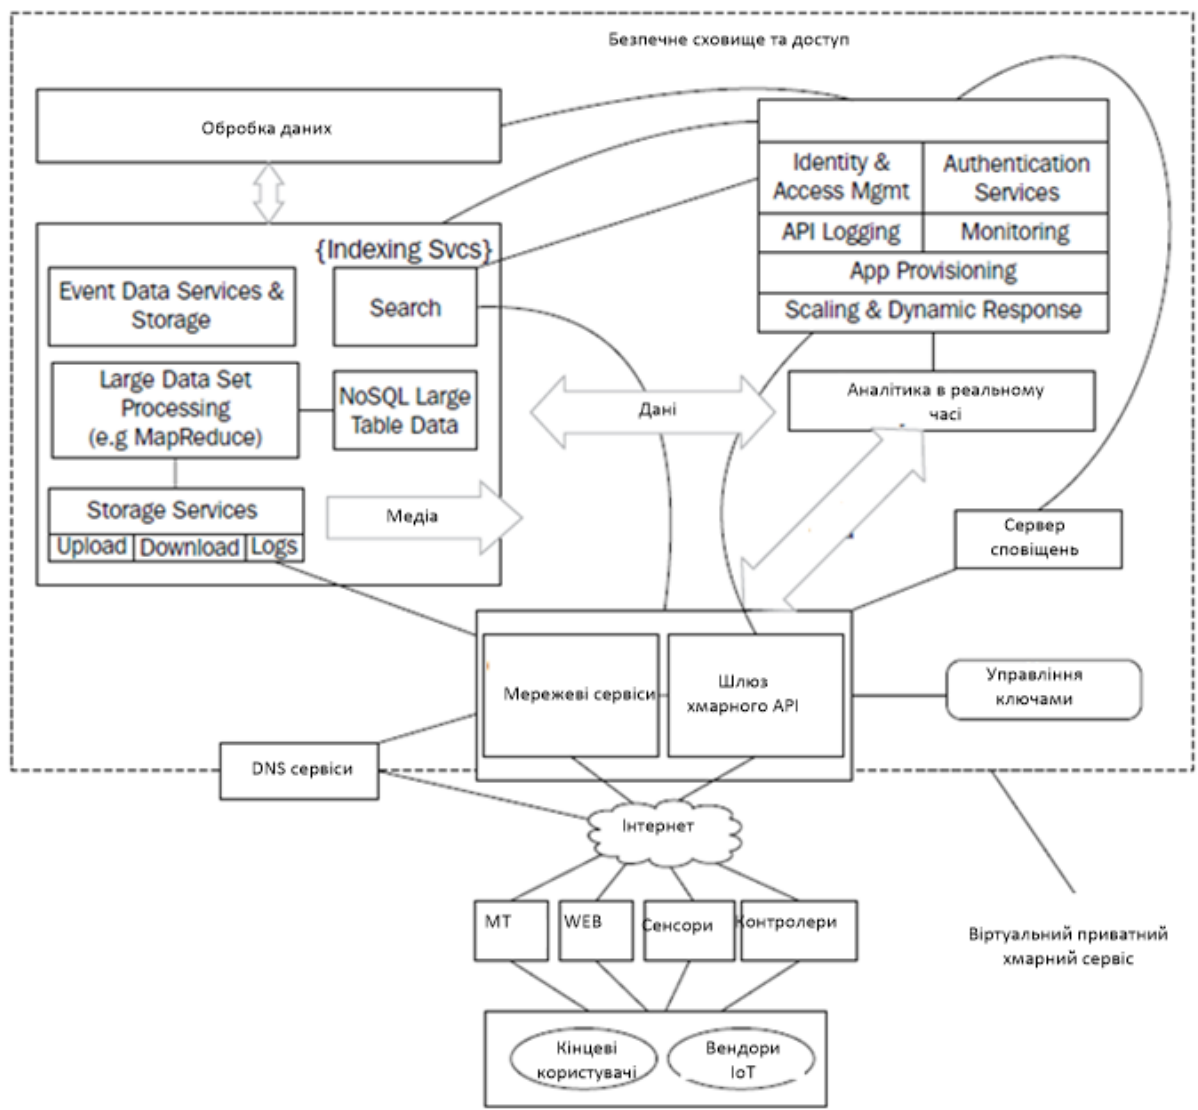 Безпечне сховище та доступ
Обробка даних
Identity &
Access Mgmt
Authentication
Services
API Logging
Monitoring
App Provisioning
Scaling & Dynamic Response
{Indexing Svcs}
Event Data Services &
Storage
Search
Large Data Set
Processing
(e.g MapReduce)
NoSQL Large
Table Data
Дані
Аналітика в реальному
часі
Storage Services
Upload
Download
Logs
Медіа
Сервер
сповіщень
Мережеві сервіси
Шлюз
хмарного API
Управління
ключами
DNS сервіси
Інтернет
МТ
WEB
Сенсори
Контролери
Віртуальний приватний
хмарний сервіс
Кінцеві
користувачі
Вендори
IoT